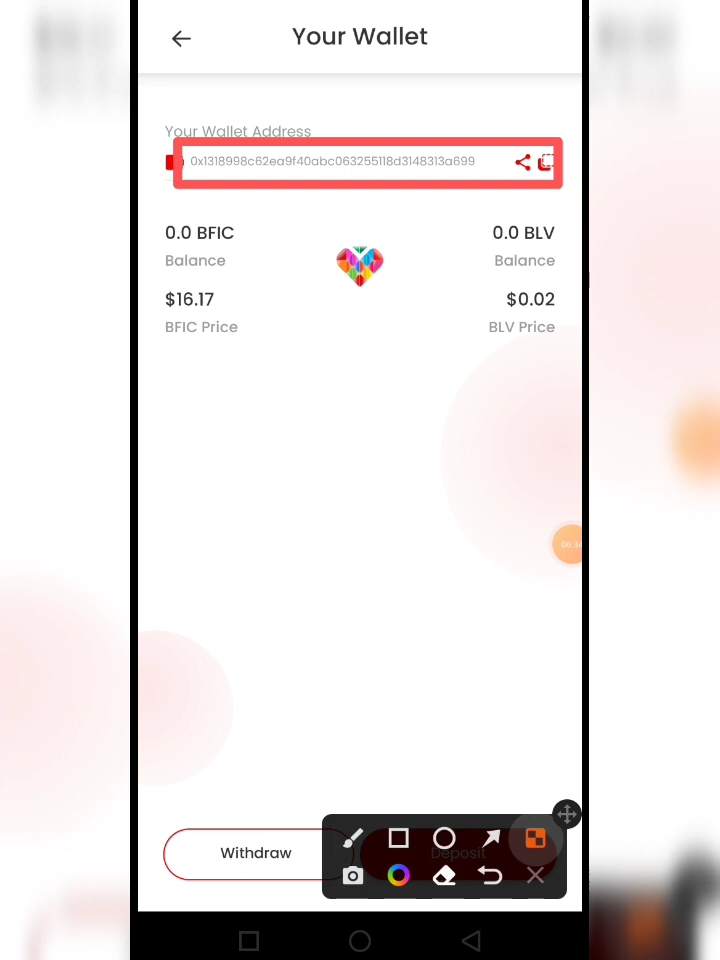 Your Wallet
Your Wallet Address
0x1318998c62ea9f40abc063255118d3148313a699
0.0 BFIC
0.0 BLV
Balance
Balance
$16.17
$0.02
BFIC Price
BLV Price
Withdraw
Deposit